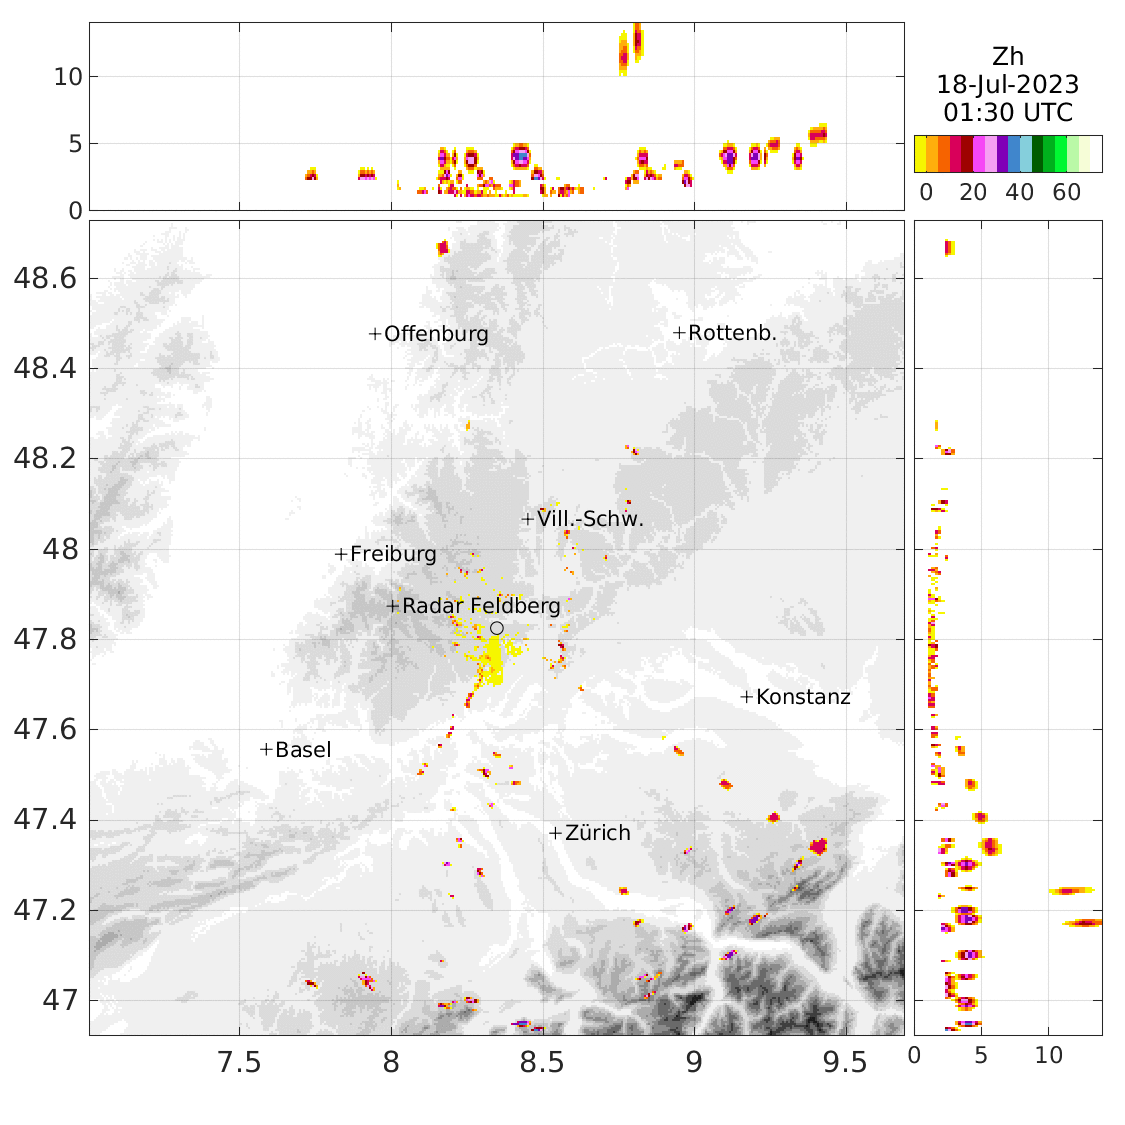 10
5
0
Zh
18-Jul-2023
01:30 UTC
0 20 40 60
48.6
48.4
48.2
48
47.8
47.6
47.4
47.2
47
+Offenburg
+Rottenb.
+Vill.-Schw.
+Freiburg
+Radar Feldberg
+Konstanz
+Basel
+Zürich
7.5 8 8.5 9 9.5
0 5 10